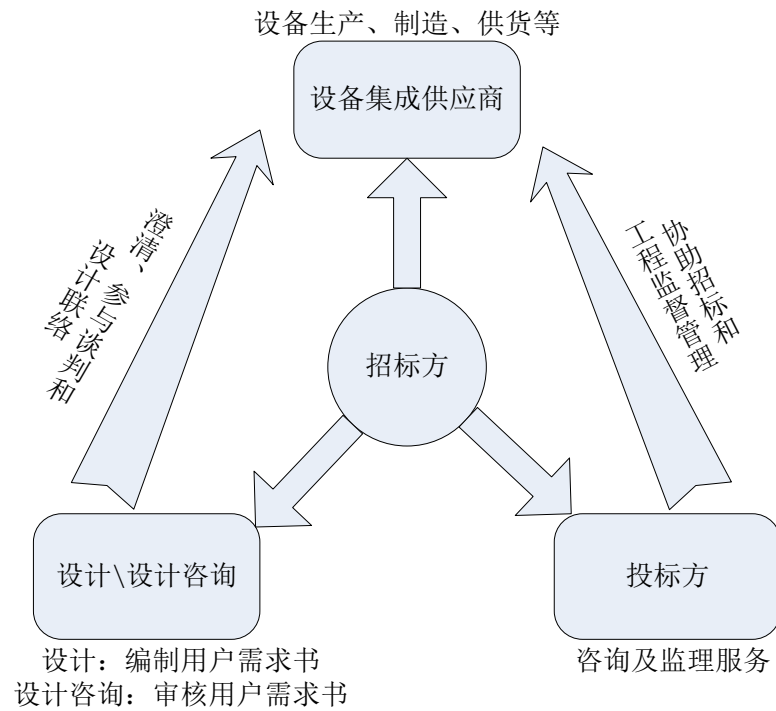 设备生产、制造、供货等
设备集成供应商
澄清、参与谈判和
设计联络
协助招标和
工程监督管理
招标方
设计\设计咨询
投标方
设计：编制用户需求书
设计咨询：审核用户需求书
咨询及监理服务